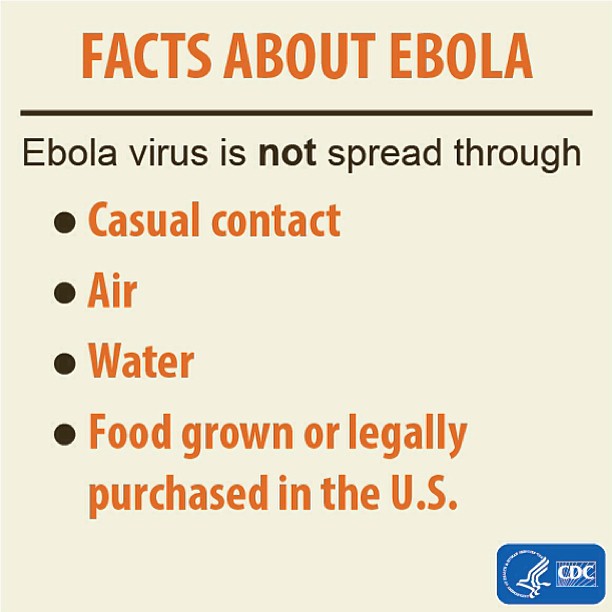 FACTS ABOUT EBOLA
Ebola virus is not spread through
● Casual contact
● Air
● Water
● Food grown or legally
purchased in the U.S.
CDC